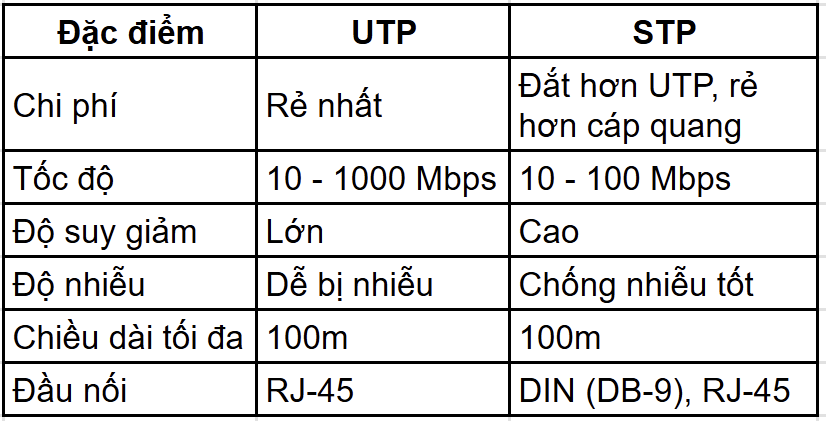 Đặc điểm UTP STP
Chi phí Rẻ nhất Đắt hơn UTP, rẻ
hơn cáp quang
Tốc độ 10 - 1000 Mbps 10 - 100 Mbps
Độ suy giảm Lớn Cao
Độ nhiễu Dễ bị nhiễu Chống nhiễu tốt
Chiều dài tối đa 100m 100m
Đầu nối RJ-45 DIN (DB-9), RJ-45